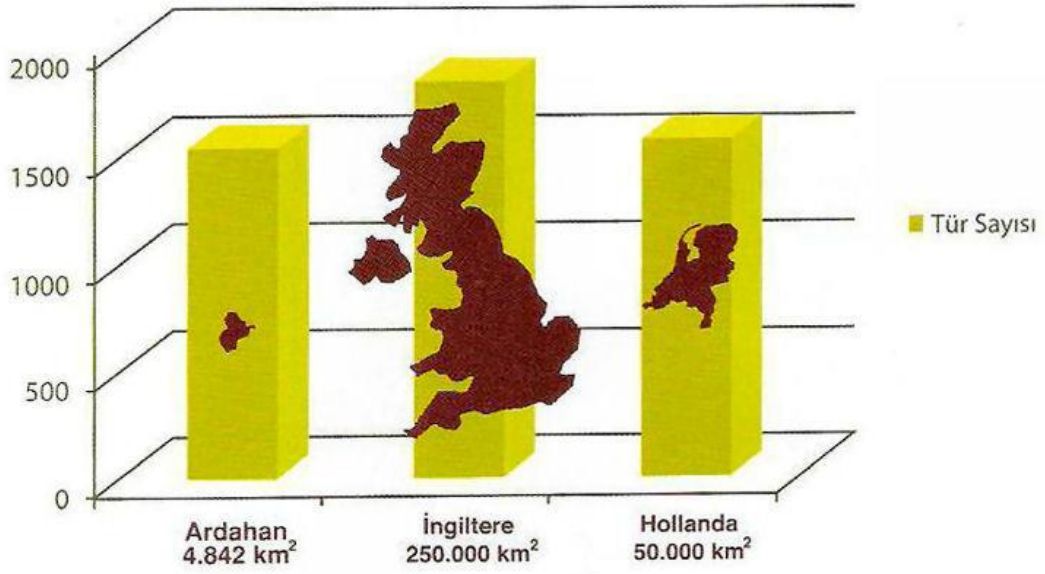 2000
1500
1000
500
0
Tür Sayısı
Ardahan
4.842 km²
İngiltere
250.000 km²
Hollanda
50.000 km²